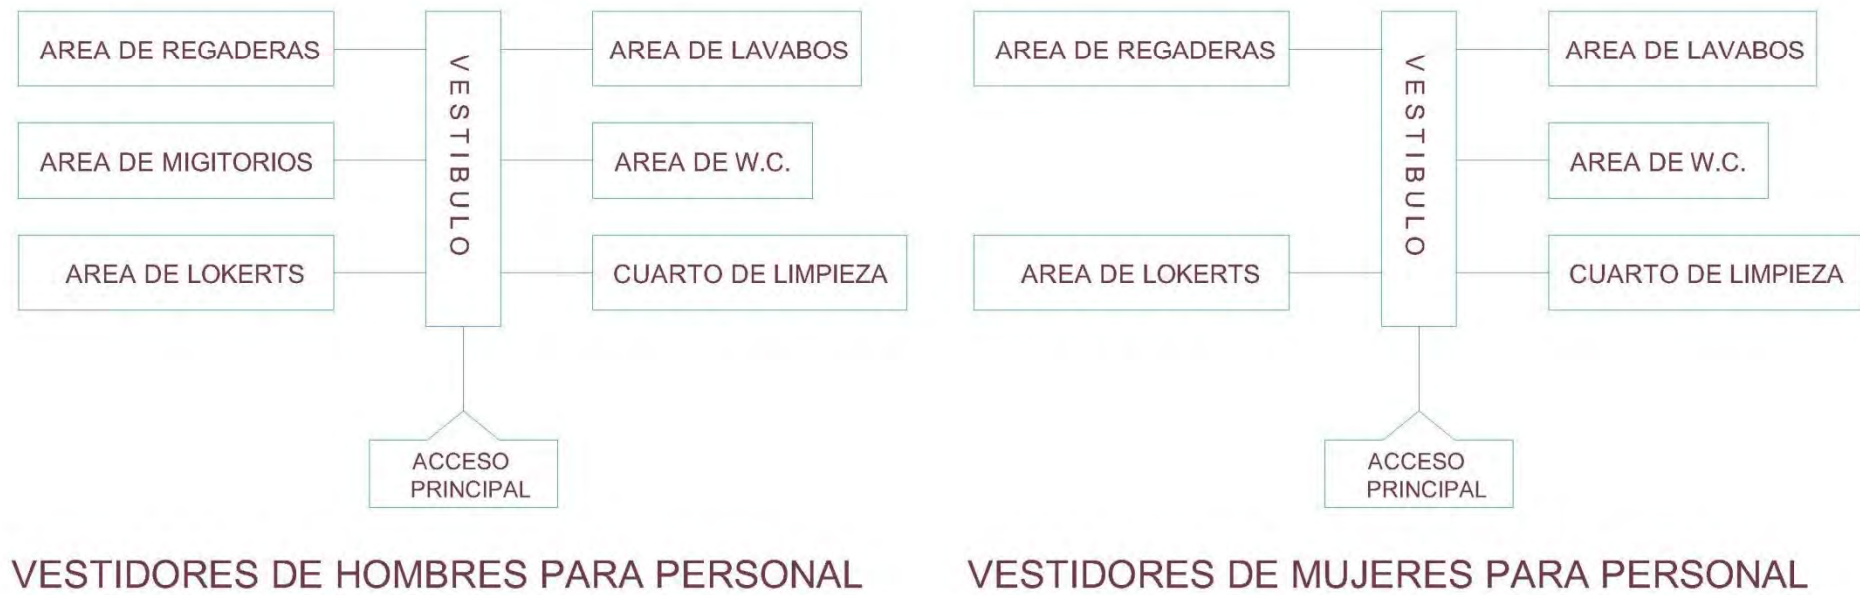 AREA DE REGADERAS
AREA DE MIGITORIOS
AREA DE LOKERTS
VESTIBULO
AREA DE LAVABOS
AREA DE W.C.
CUARTO DE LIMPIEZA
ACCESO
PRINCIPAL
VESTIDORES DE HOMBRES PARA PERSONAL
AREA DE REGADERAS
AREA DE LOKERTS
VESTIBULO
AREA DE LAVABOS
AREA DE W.C.
CUARTO DE LIMPIEZA
ACCESO
PRINCIPAL
VESTIDORES DE MUJERES PARA PERSONAL